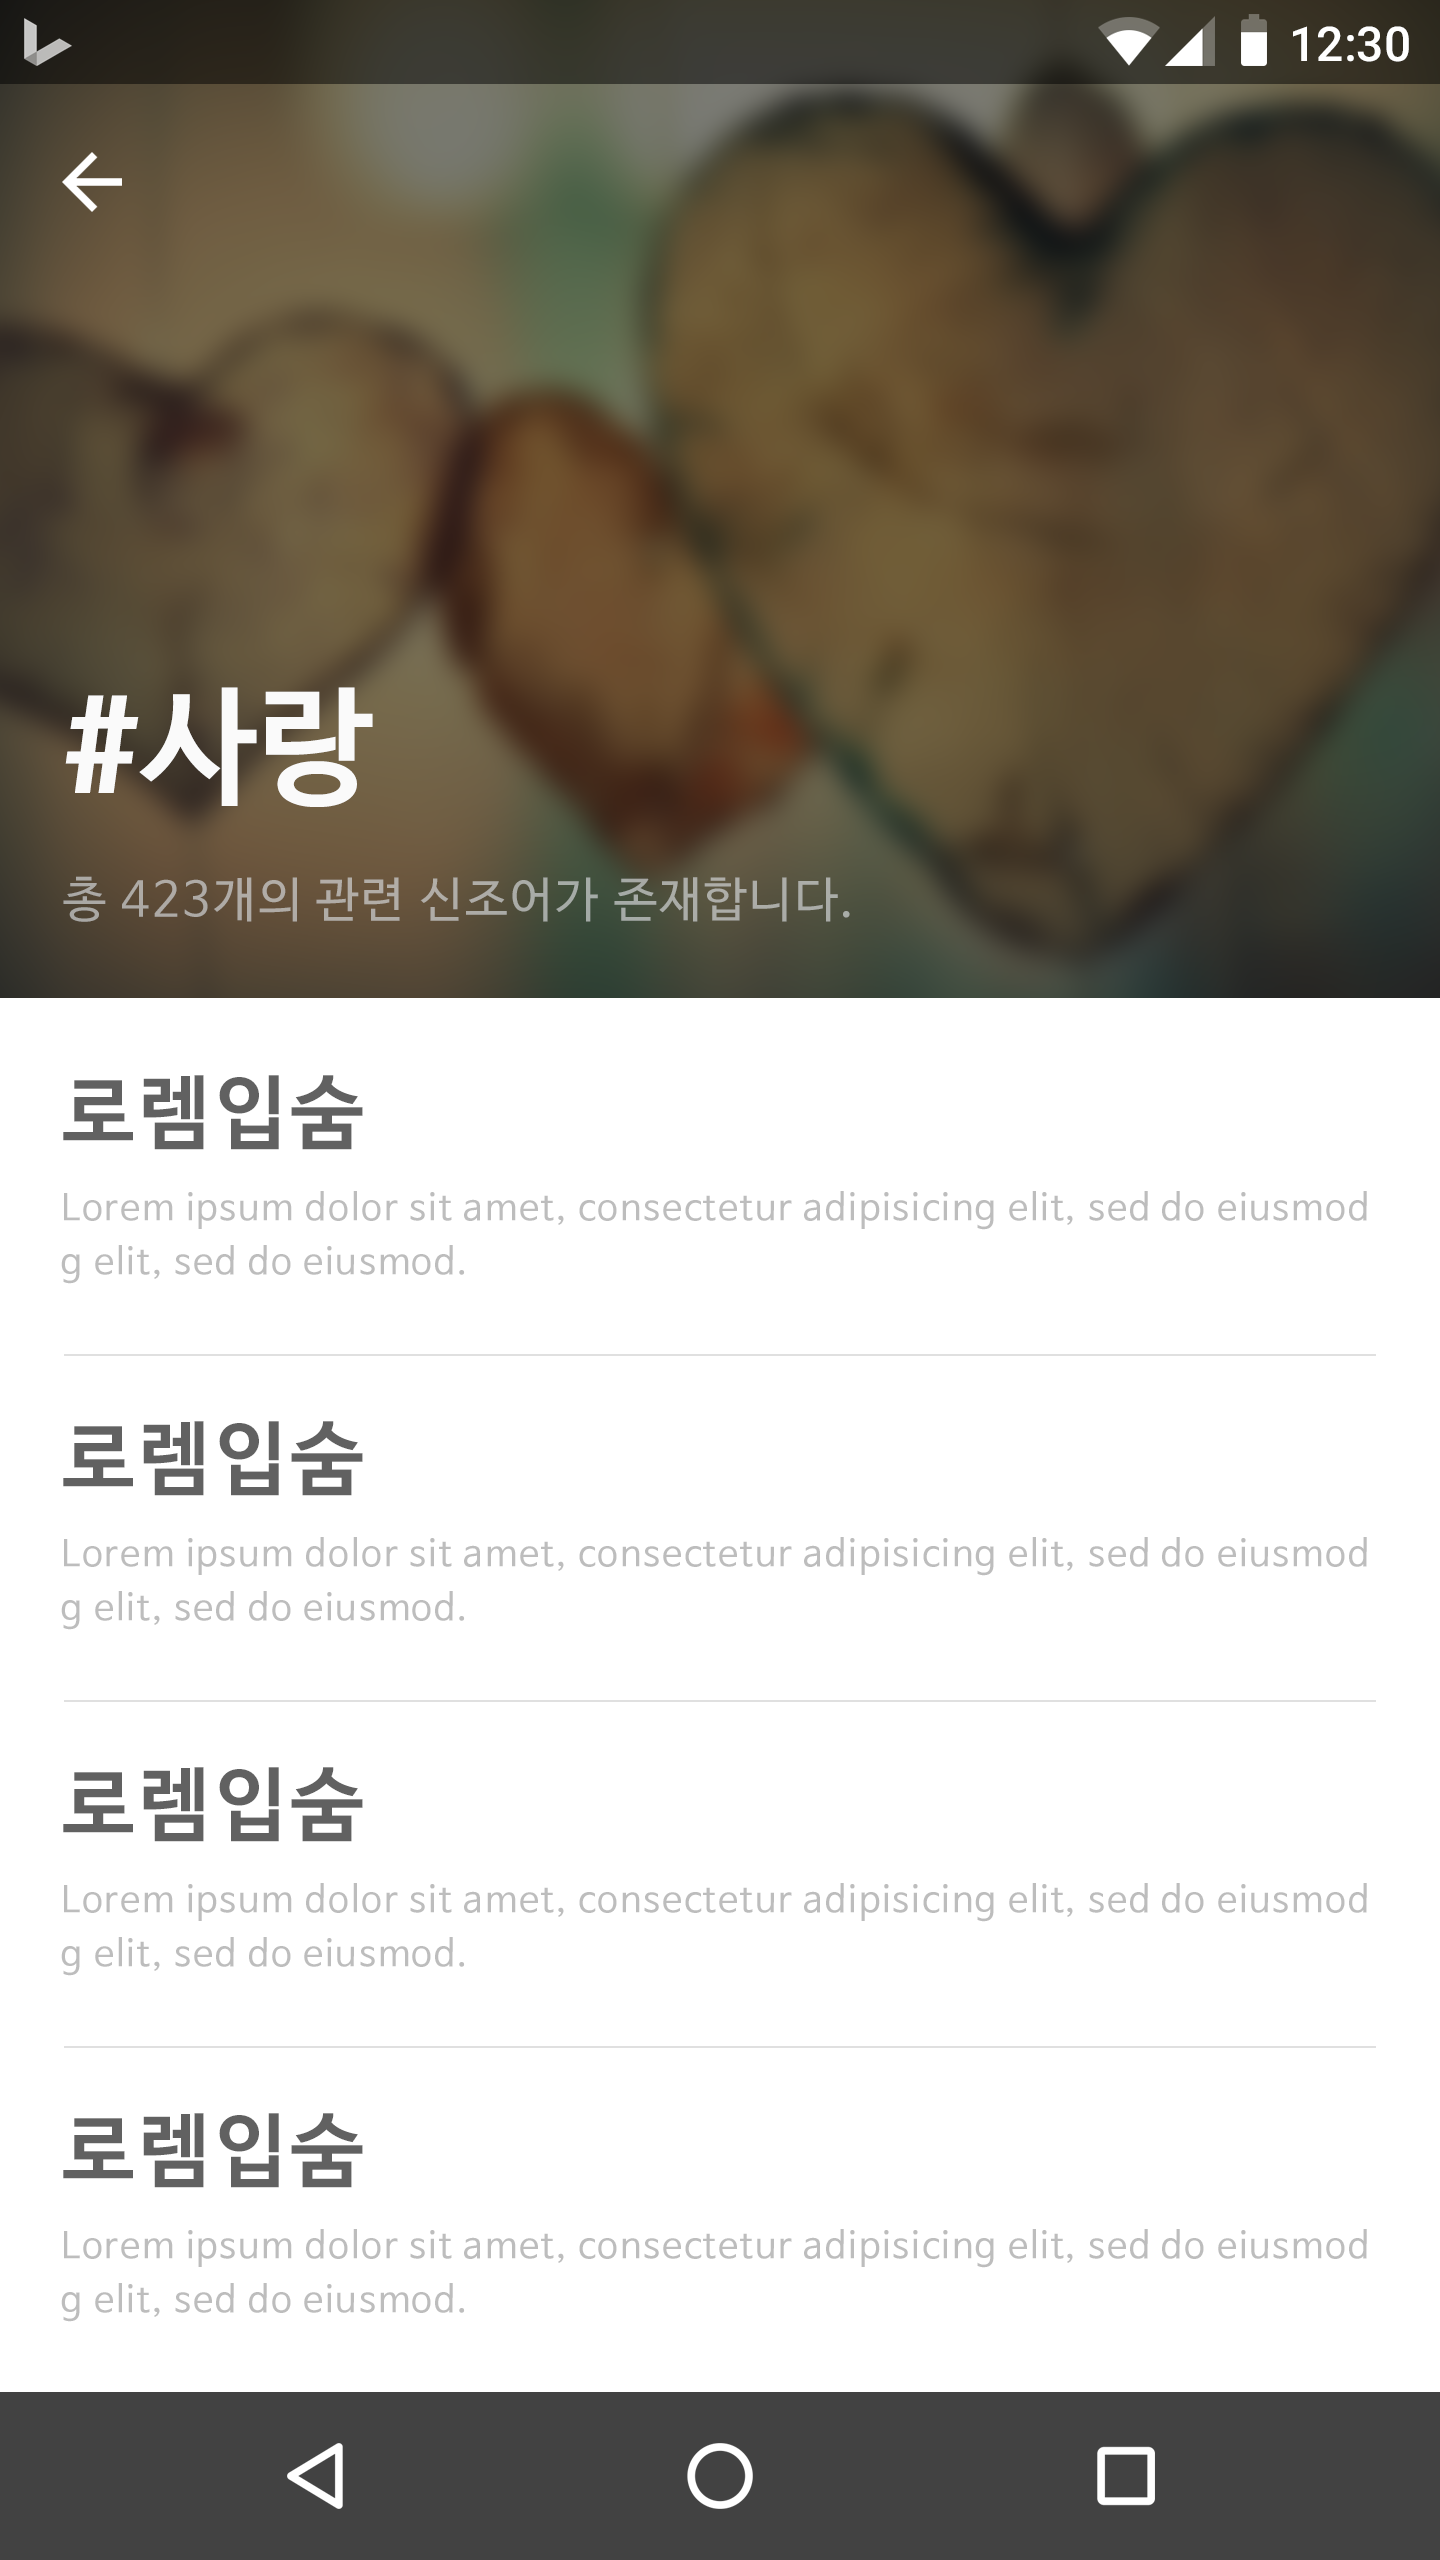 12:30
#사랑
총 423개의 관련 신조어가 존재합니다.
로렘입숨
Lorem ipsum dolor sit amet, consectetur adipisicing elit, sed do eiusmod
g elit, sed do eiusmod.
로렘입숨
Lorem ipsum dolor sit amet, consectetur adipisicing elit, sed do eiusmod
g elit, sed do eiusmod.
로렘입숨
Lorem ipsum dolor sit amet, consectetur adipisicing elit, sed do eiusmod
g elit, sed do eiusmod.
로렘입숨
Lorem ipsum dolor sit amet, consectetur adipisicing elit, sed do eiusmod
g elit, sed do eiusmod.